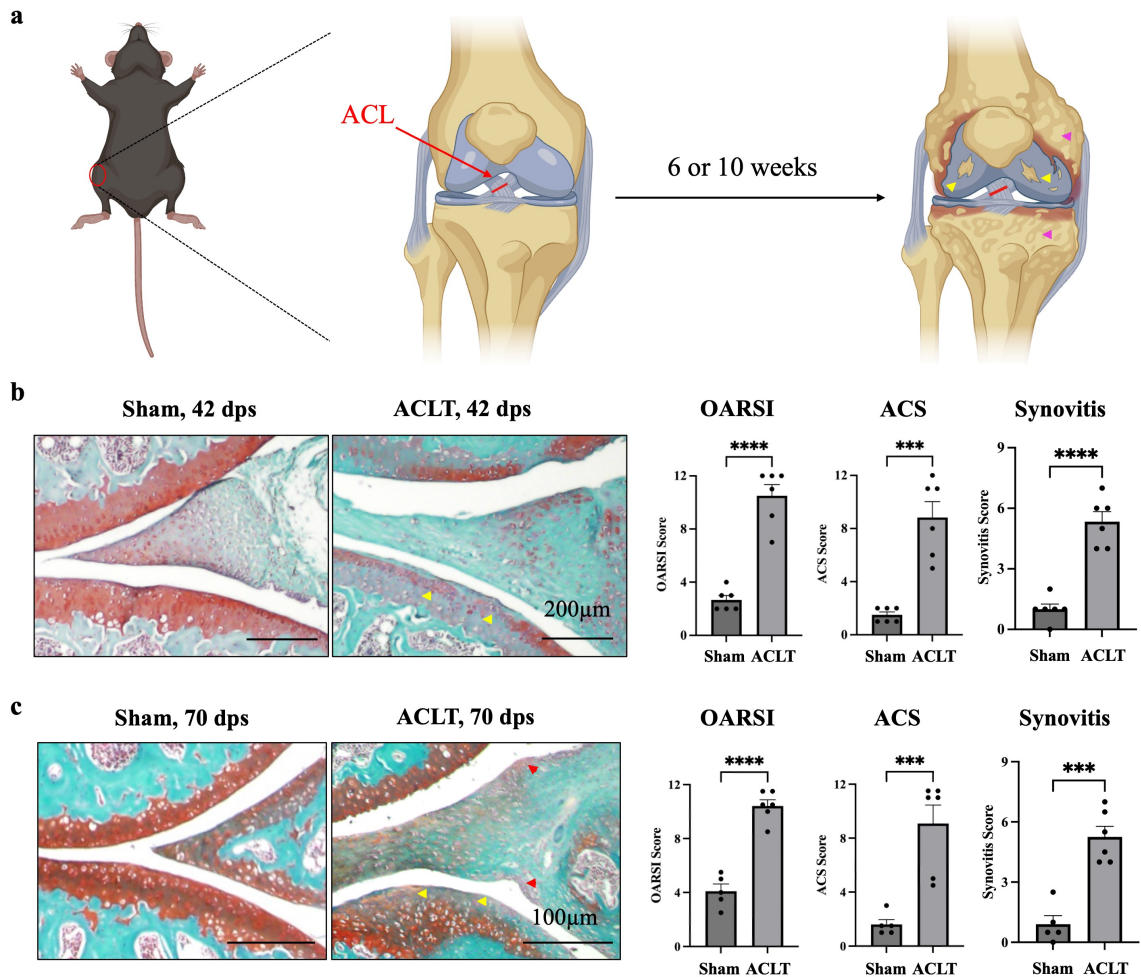 a
ACL
6 or 10 weeks
b
Sham, 42 dps
ACLT, 42 dps
OARSI
ACS
Synovitis
200μm
OARSI Score
12
8
4
0
****
Sham
ACLT
ACS Score
12
8
4
0
***
Sham
ACLT
Synovitis Score
9
6
3
0
****
Sham
ACLT
c
Sham, 70 dps
ACLT, 70 dps
OARSI
ACS
Synovitis
100μm
OARSI Score
12
8
4
0
****
Sham
ACLT
ACS Score
12
8
4
0
***
Sham
ACLT
Synovitis Score
9
6
3
0
***
Sham
ACLT